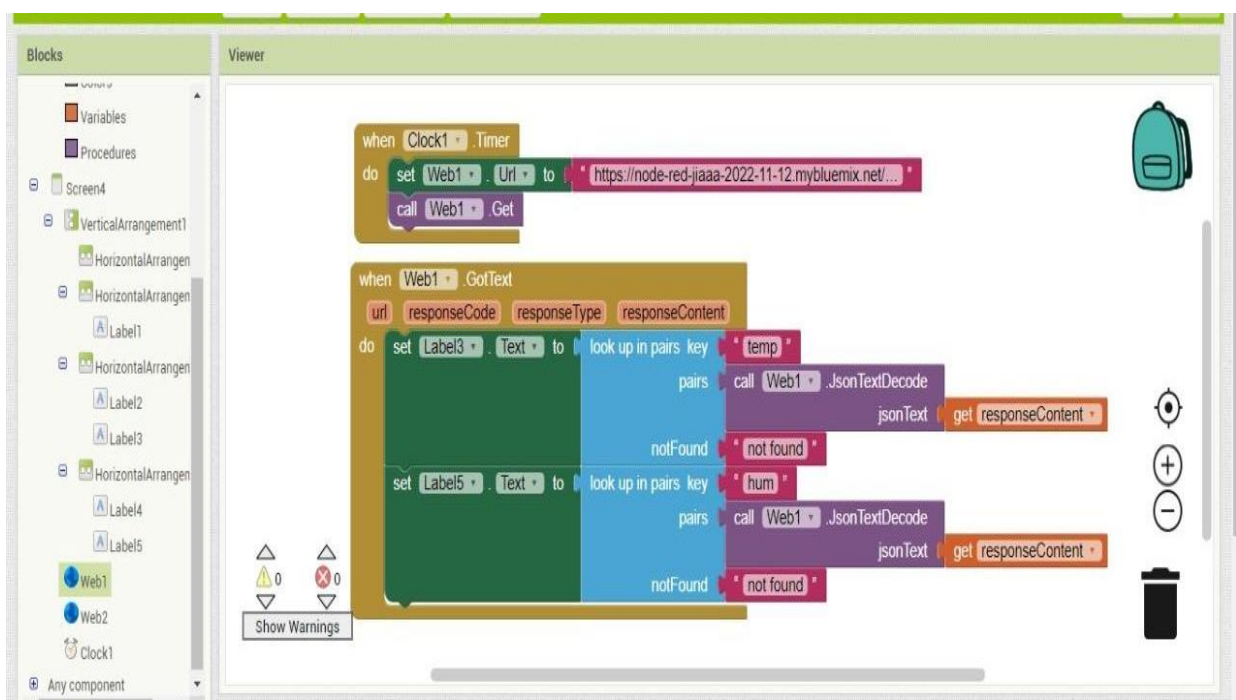 Blocks
Viewer
Variables
Procedures
Screen4
VerticalArrangement1
HorizontalArrangen
HorizontalArrangen
Label1
HorizontalArrangen
Label2
Label3
HorizontalArrangen
Label4
Label5
Web1
Web2
Clock1
Any component
when Clock1 .Timer
do set Web1 . Url to " https://node-red-jiaaa-2022-11-12.mybluemix.net/... "
call Web1 .Get
when Web1 .GotText
url responseCode responseType responseContent
do set Label3 . Text to look up in pairs key " temp "
pairs call Web1 .JsonTextDecode
jsonText get responseContent
notFound " not found "
set Label5 . Text to look up in pairs key " hum "
pairs call Web1 .JsonTextDecode
jsonText get responseContent
notFound " not found "
0 0
Show Warnings